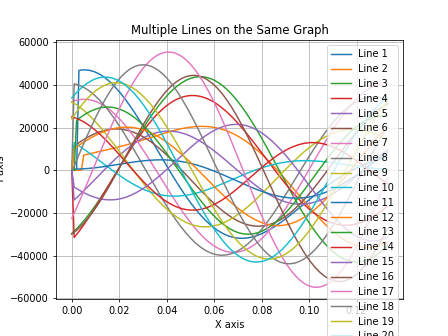 Multiple Lines on the Same Graph
60000
40000
20000
0
−20000
−40000
−60000
0.00
0.02
0.04
0.06
0.08
0.10
X axis
Line 1
Line 2
Line 3
Line 4
Line 5
Line 6
Line 7
Line 8
Line 9
Line 10
Line 11
Line 12
Line 13
Line 14
Line 15
Line 16
Line 17
Line 18
Line 19
Line 20